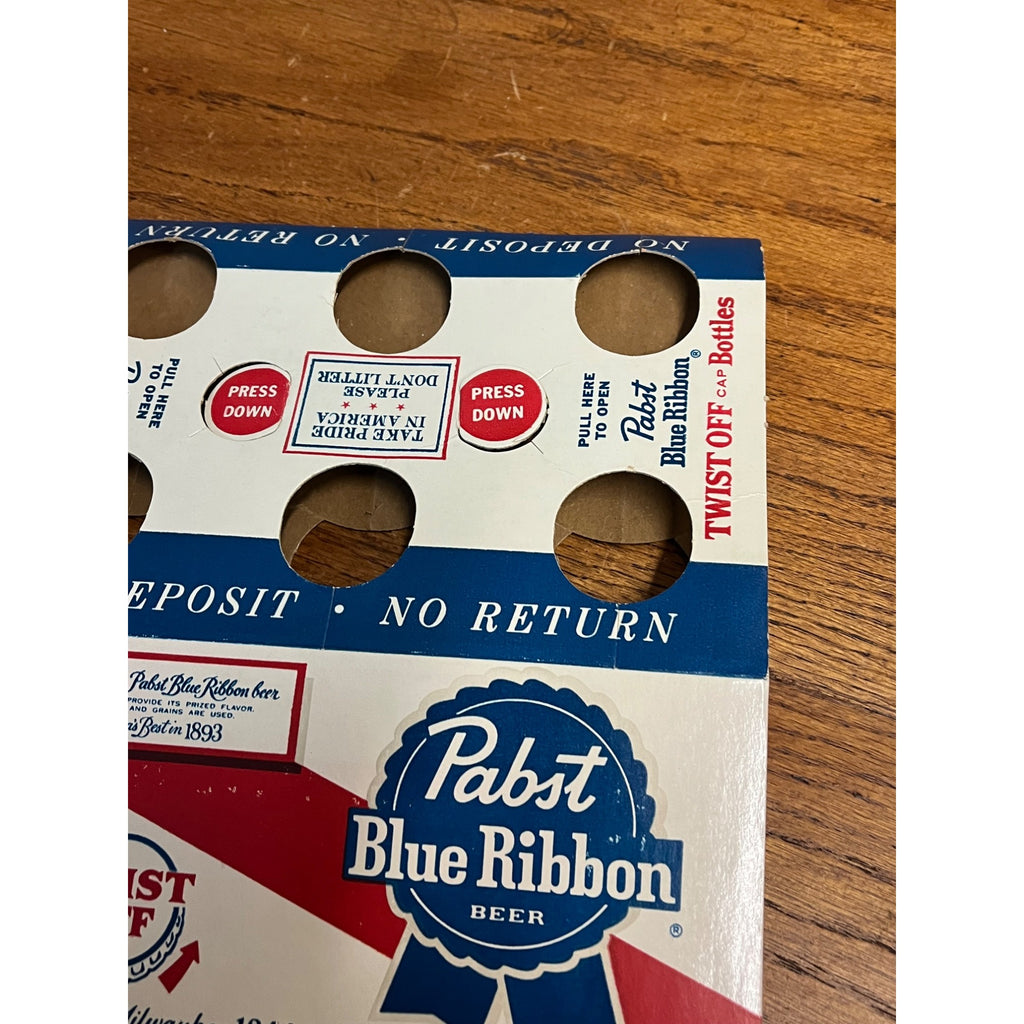 NO DEPOSIT • NO RETURN
PULL HERE
TO OPEN
PRESS
DOWN
TAKE PRIDE
IN AMERICA
★ ★ ★
PLEASE
DON'T LITTER
PRESS
DOWN
PULL HERE
TO OPEN
Pabst
Blue Ribbon®
TWIST OFF CAP Bottles
EPOSIT • NO RETURN
Pabst Blue Ribbon beer
PROVIDE ITS PRIZED FLAVOR.
AND GRAINS ARE USED.
's Best in 1893
Pabst
Blue Ribbon
BEER
®
IST
F